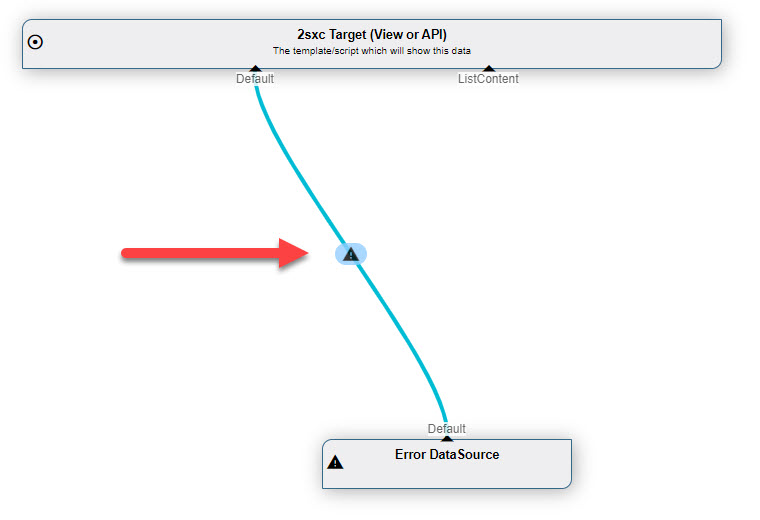 2sxc Target (View or API)
The template/script which will show this data
Default
ListContent
Default
Error DataSource